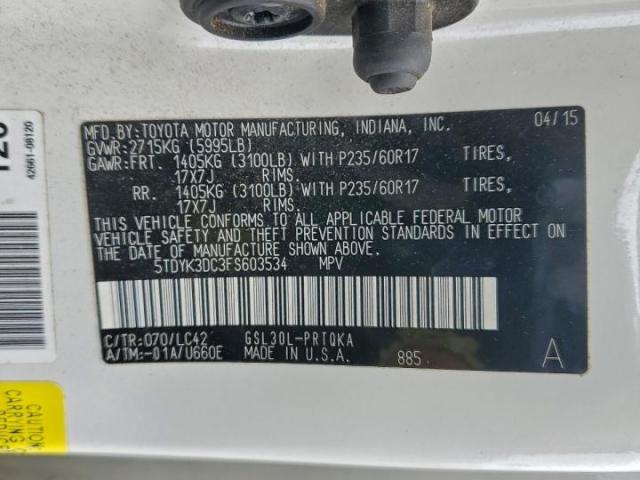 MFD.BY:TOYOTA MOTOR MANUFACTURING, INDIANA, INC. 04/15
GVWR:2715KG (5995LB)
GAWR:FRT. 1405KG (3100LB) WITH P235/60R17 TIRES,
17X7J RIMS.
RR. 1405KG (3100LB) WITH P235/60R17 TIRES,
17X7J RIMS.
THIS VEHICLE CONFORMS TO ALL APPLICABLE FEDERAL MOTOR
VEHICLE SAFETY AND THEFT PREVENTION STANDARDS IN EFFECT ON
THE DATE OF MANUFACTURE SHOWN ABOVE.
5TDYK3DC3FS603534 MPV
C/TR:070/LC42 GSL30L-PRTQKA
A/TM:-01A/U660E MADE IN U.S.A. 885 A
42661-08120
CAUTION:
CARRYING